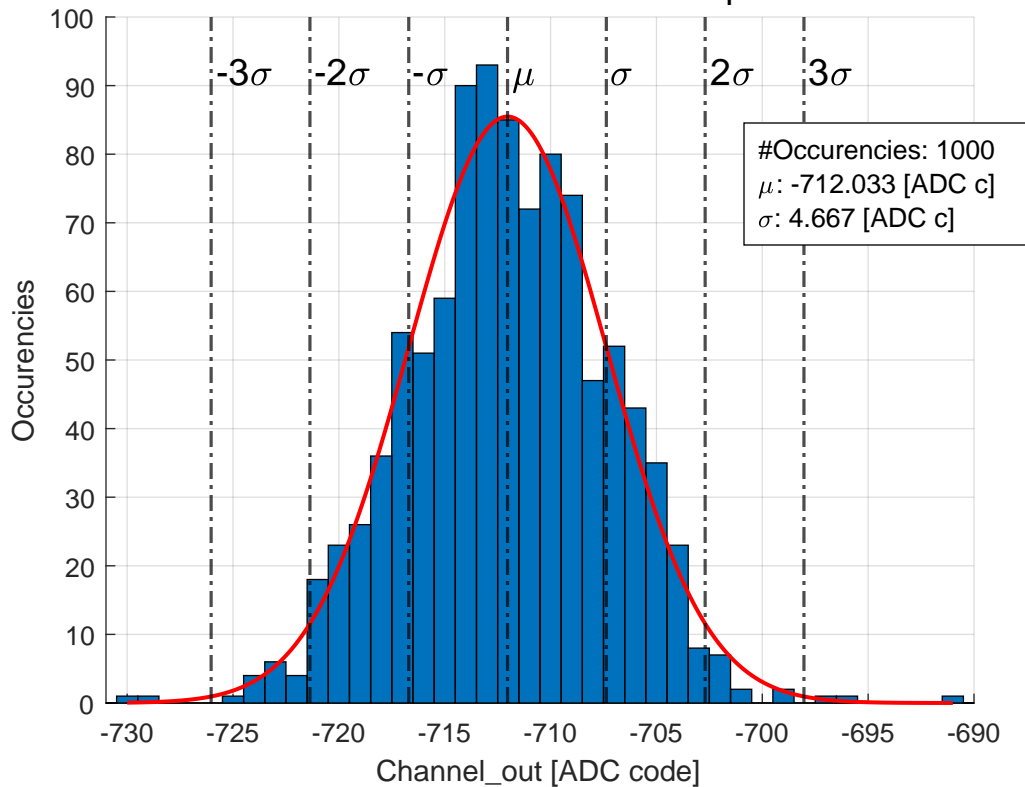 100
90
80
70
60
50
40
30
20
10
0
Occurencies
-3σ
-2σ
-σ
μ
σ
2σ
3σ
#Occurencies: 1000
μ: -712.033 [ADC c]
σ: 4.667 [ADC c]
-730
-725
-720
-715
-710
-705
-700
-695
-690
Channel_out [ADC code]